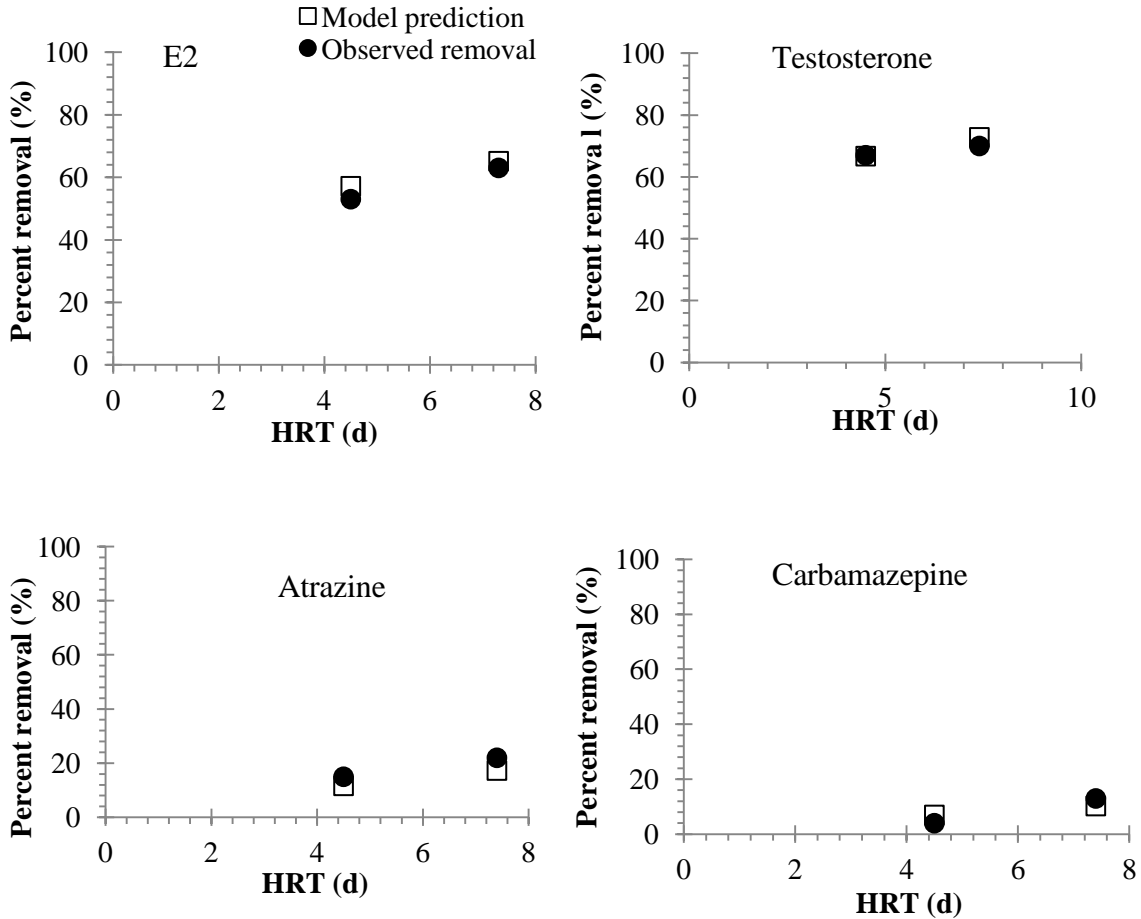 Model prediction
Observed removal
E2
Percent removal (%)
100
80
60
40
20
0
0 2 4 6 8
HRT (d)
Testosterone
Percent remova l (%)
100
80
60
40
20
0
0 5 10
HRT (d)
Atrazine
Percent removal (%)
100
80
60
40
20
0
0 2 4 6 8
HRT (d)
Carbamazepine
Percent removal (%)
100
80
60
40
20
0
0 2 4 6 8
HRT (d)